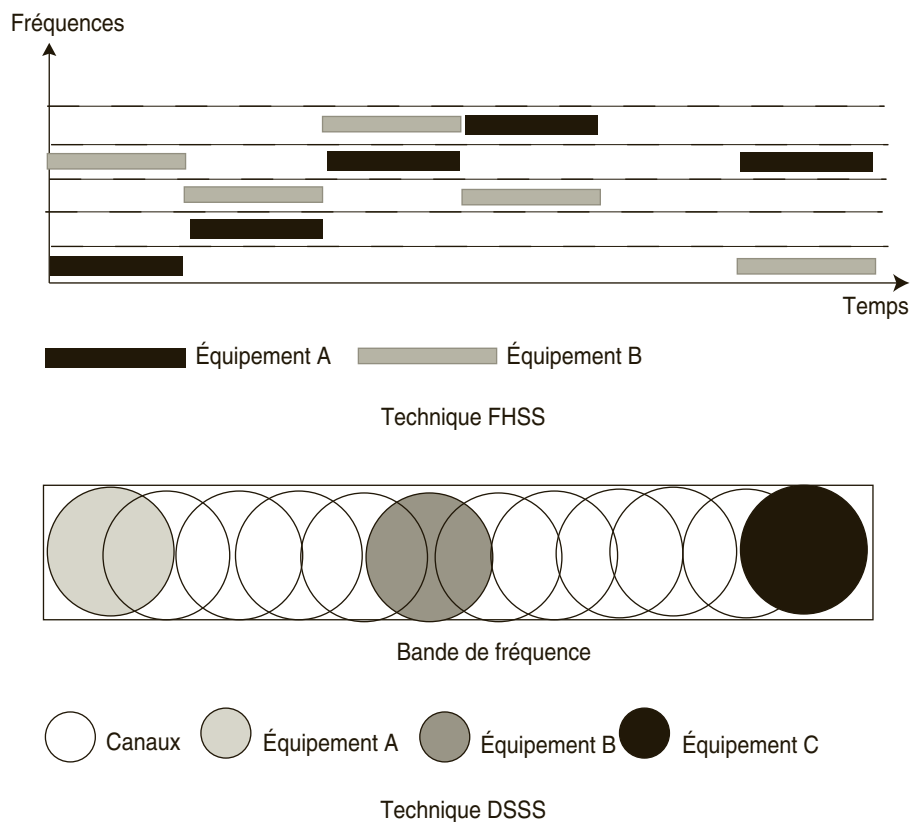 Fréquences
Temps
Équipement A
Équipement B
Technique FHSS
Bande de fréquence
Canaux
Équipement A
Équipement B
Équipement C
Technique DSSS